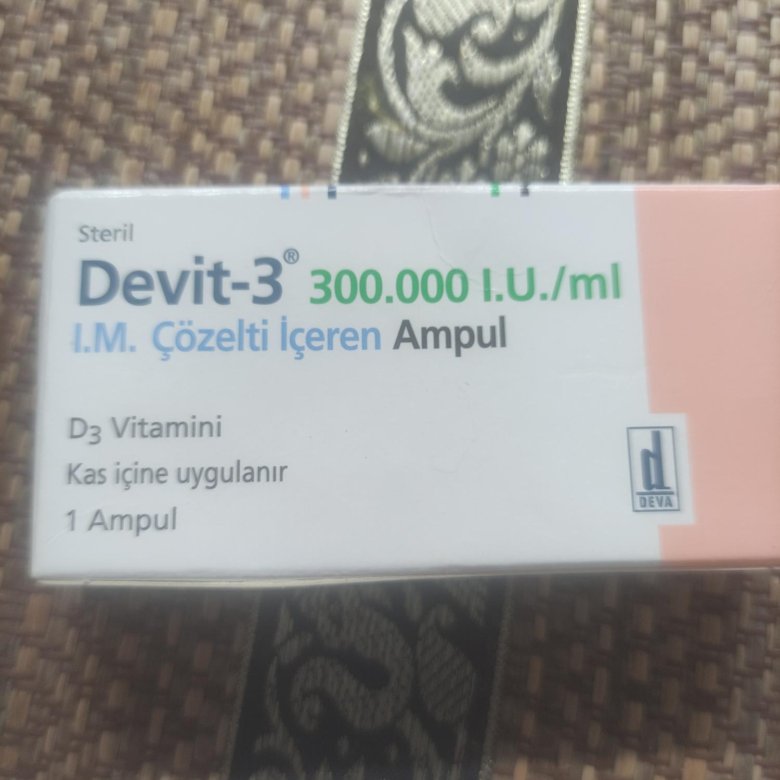 Steril
Devit-3® 300.000 I.U./ml
I.M. Çözelti İçeren Ampul
D3 Vitamini
Kas içine uygulanır
1 Ampul
d
DEVA